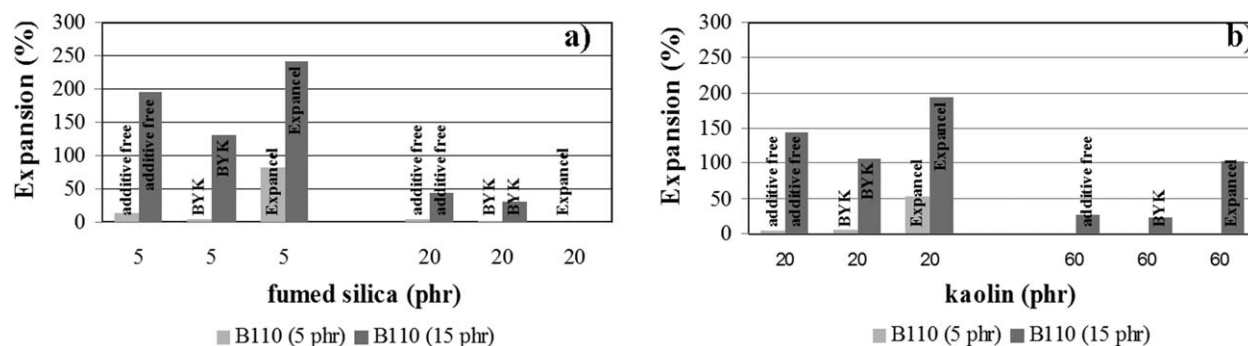 a)
Expansion (%)
300
250
200
150
100
50
0
additive free
additive free
BYK
BYK
Expancel
Expancel
additive free
additive free
BYK
BYK
Expancel
5 5 5 20 20 20
fumed silica (phr)
B110 (5 phr) B110 (15 phr)
b)
Expansion (%)
300
250
200
150
100
50
0
additive free
additive free
BYK
BYK
Expancel
Expancel
additive free
BYK
Expancel
20 20 20 60 60 60
kaolin (phr)
B110 (5 phr) B110 (15 phr)